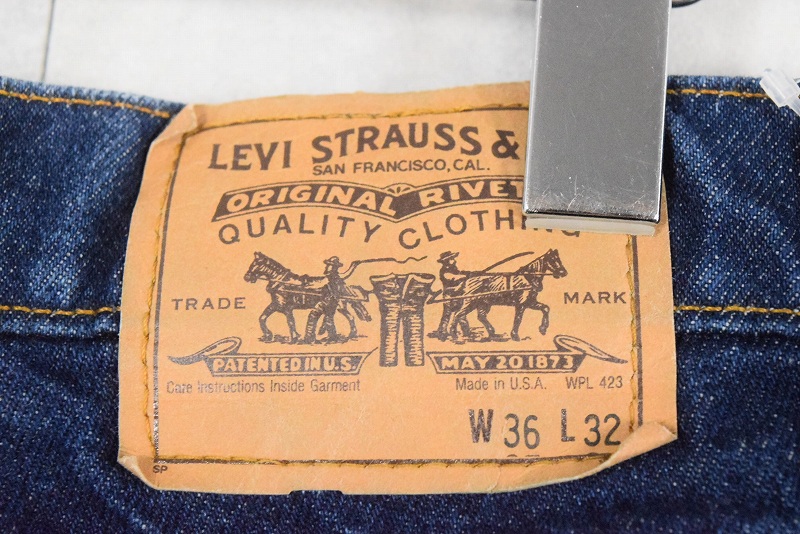 LEVI STRAUSS &
SAN FRANCISCO, CAL.
ORIGINAL
QUALITY CLOTHING
TRADE MARK
PATENTED IN U.S. MAY 20 1873
Care Instructions Inside Garment Made in U.S.A. WPL 423
W 36 L 32
SP